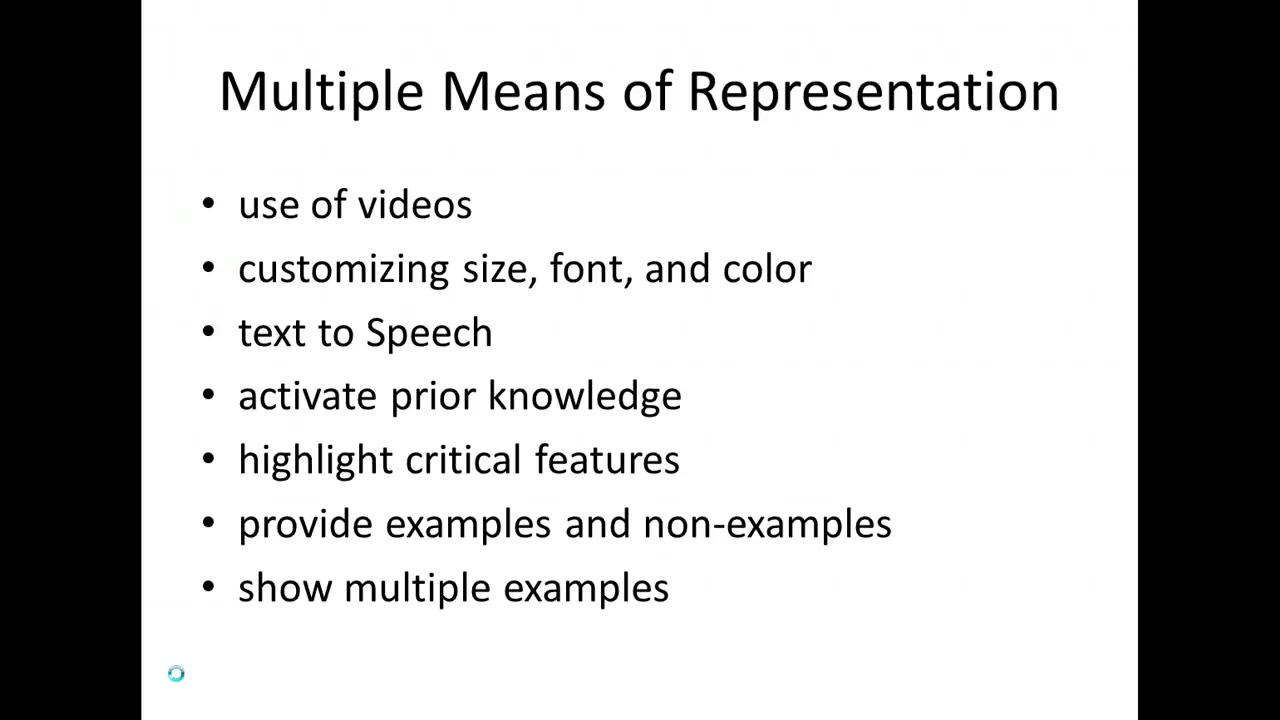 Multiple Means of Representation
• use of videos
• customizing size, font, and color
• text to Speech
• activate prior knowledge
• highlight critical features
• provide examples and non-examples
• show multiple examples